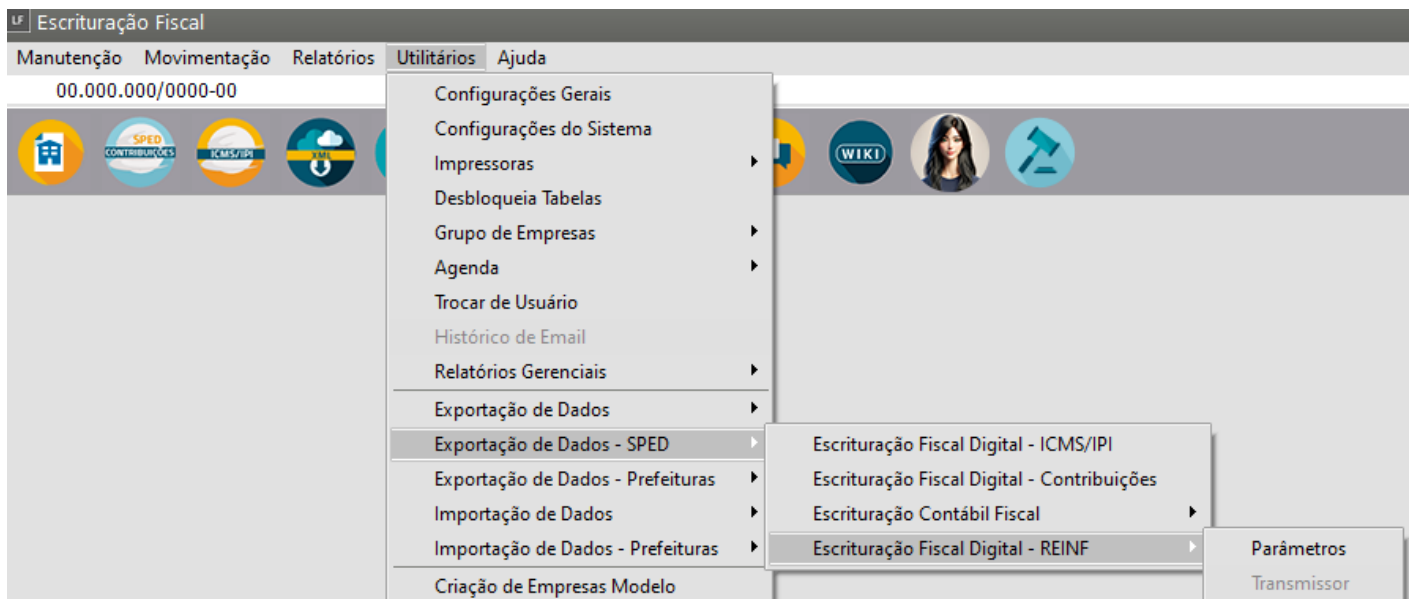 LF Escrituração Fiscal
Manutenção Movimentação Relatórios Utilitários Ajuda
00.000.000/0000-00
SPED CONTRIBUIÇÕES
ICMS/IPI
XML
WIKI
Configurações Gerais
Configurações do Sistema
Impressoras
Desbloqueia Tabelas
Grupo de Empresas
Agenda
Trocar de Usuário
Histórico de Email
Relatórios Gerenciais
Exportação de Dados
Exportação de Dados - SPED
Exportação de Dados - Prefeituras
Importação de Dados
Importação de Dados - Prefeituras
Criação de Empresas Modelo
Escrituração Fiscal Digital - ICMS/IPI
Escrituração Fiscal Digital - Contribuições
Escrituração Contábil Fiscal
Escrituração Fiscal Digital - REINF
Parâmetros
Transmissor